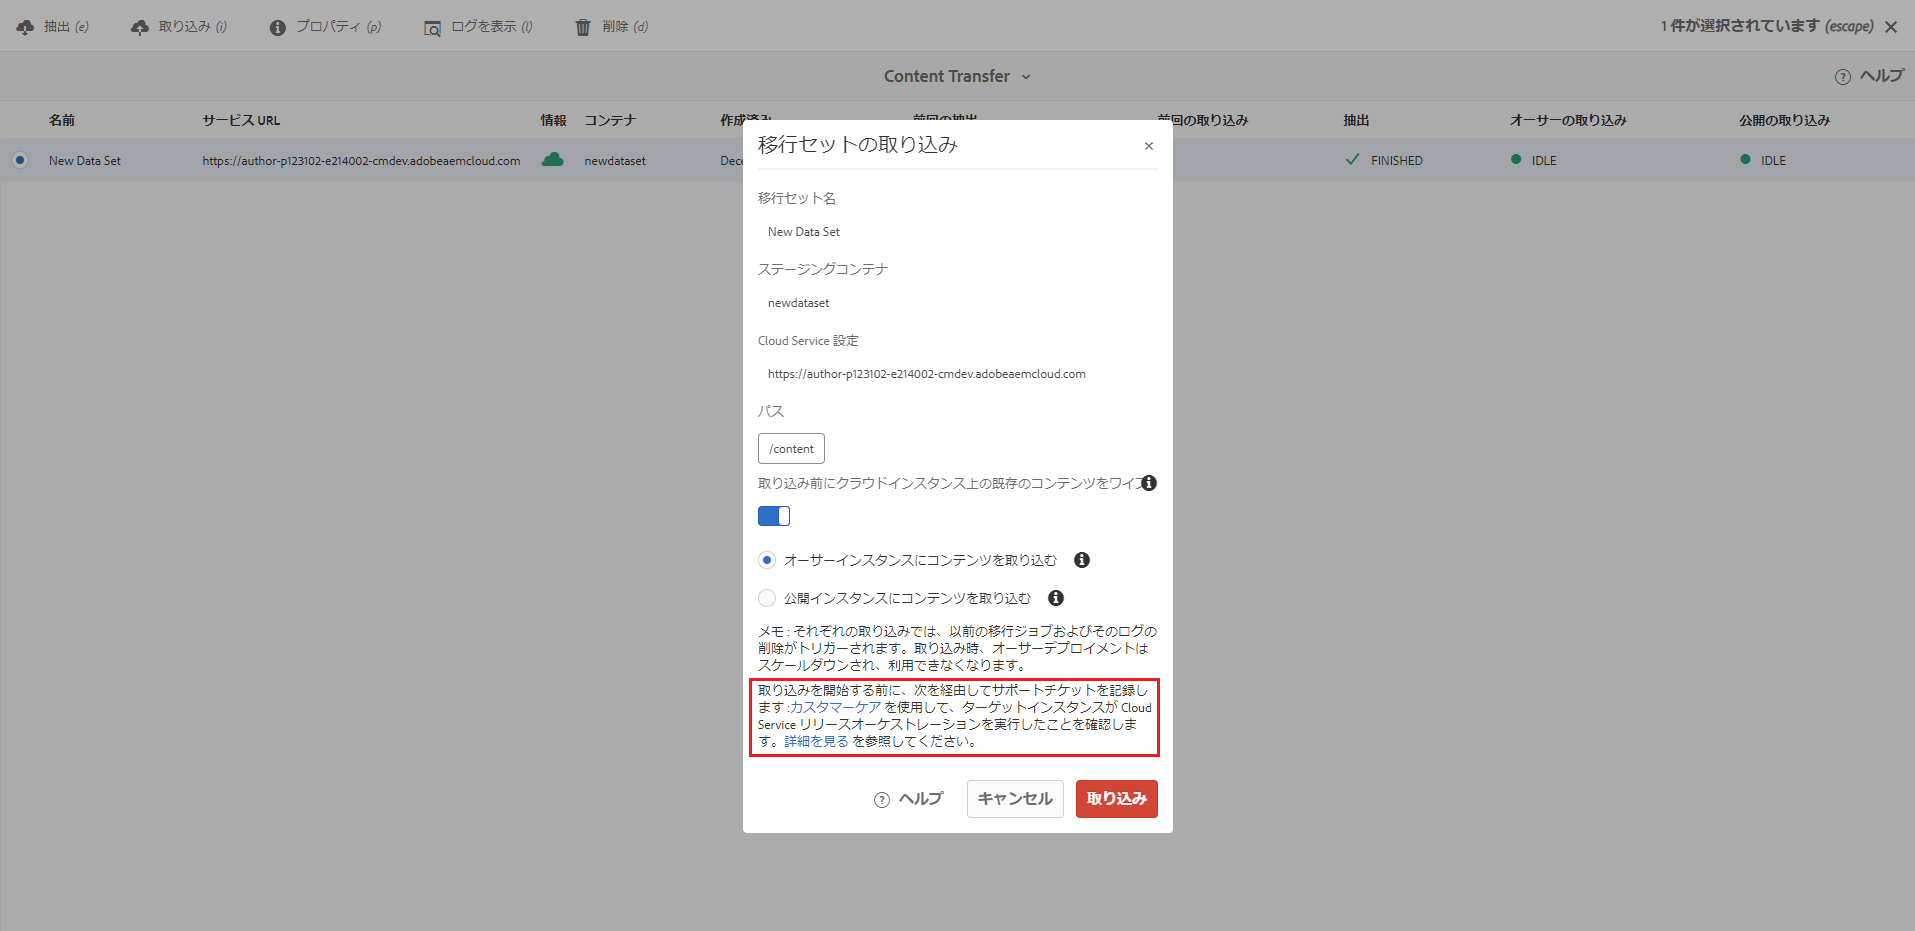 抽出 (e) 取り込み (i) プロパティ (p) ログを表示 (l) 削除 (d) 1 件が選択されています (escape)
Content Transfer
ヘルプ
名前 サービス URL 情報 コンテナ 作成済み 前回の抽出 前回の取り込み 抽出 オーサーの取り込み 公開の取り込み
New Data Set https://author-p123102-e214002-cmdev.adobeaemcloud.com newdataset Dece FINISHED IDLE IDLE
移行セットの取り込み
移行セット名
New Data Set
ステージングコンテナ
newdataset
Cloud Service 設定
https://author-p123102-e214002-cmdev.adobeaemcloud.com
パス
/content
取り込み前にクラウドインスタンス上の既存のコンテンツをワイプ
オーサーインスタンスにコンテンツを取り込む
公開インスタンスにコンテンツを取り込む
メモ : それぞれの取り込みでは、以前の移行ジョブおよびそのログの
削除がトリガーされます。取り込み時、オーサーデプロイメントは
スケールダウンされ、利用できなくなります。
取り込みを開始する前に、次を経由してサポートチケットを記録し
ます :カスタマーケア を使用して、ターゲットインスタンスが Cloud
Service リリースオーケストレーションを実行したことを確認しま
す。詳細を見る を参照してください。
ヘルプ キャンセル 取り込み